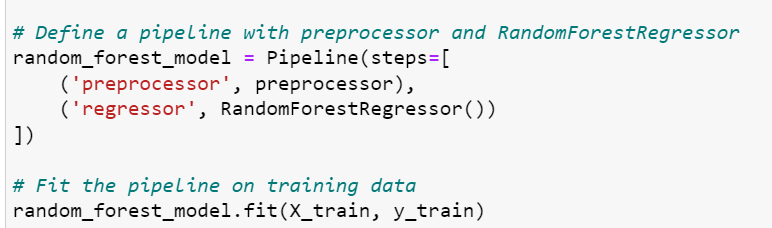 # Define a pipeline with preprocessor and RandomForestRegressor
random_forest_model = Pipeline(steps=[
    ('preprocessor', preprocessor),
    ('regressor', RandomForestRegressor())
])
# Fit the pipeline on training data
random_forest_model.fit(X_train, y_train)